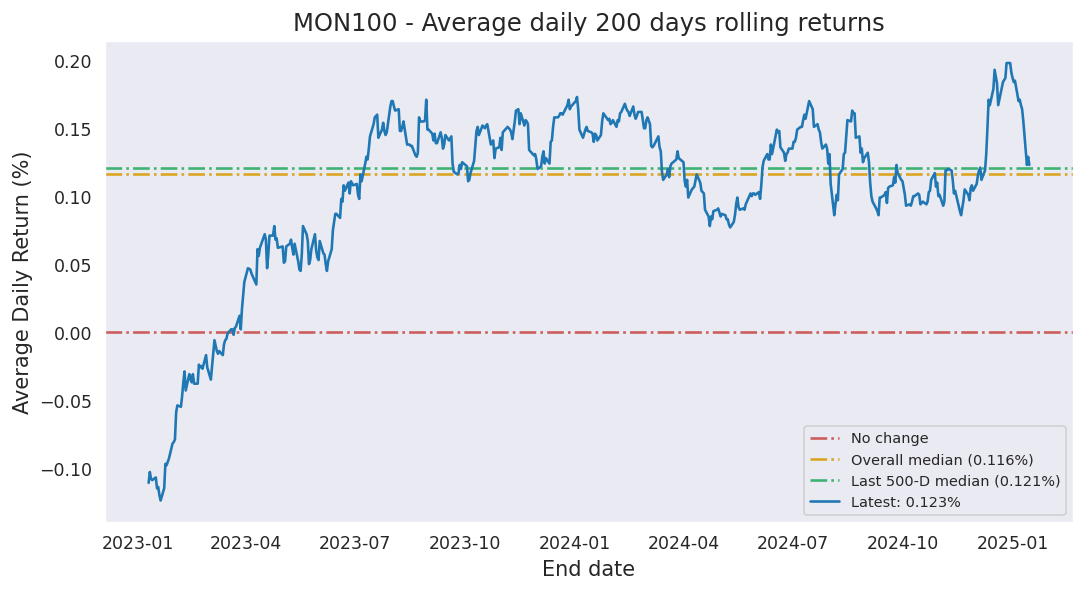 MON100 - Average daily 200 days rolling returns
Average Daily Return (%)
0.20
0.15
0.10
0.05
0.00
−0.05
−0.10
No change
Overall median (0.116%)
Last 500-D median (0.121%)
Latest: 0.123%
2023-01
2023-04
2023-07
2023-10
2024-01
2024-04
2024-07
2024-10
2025-01
End date